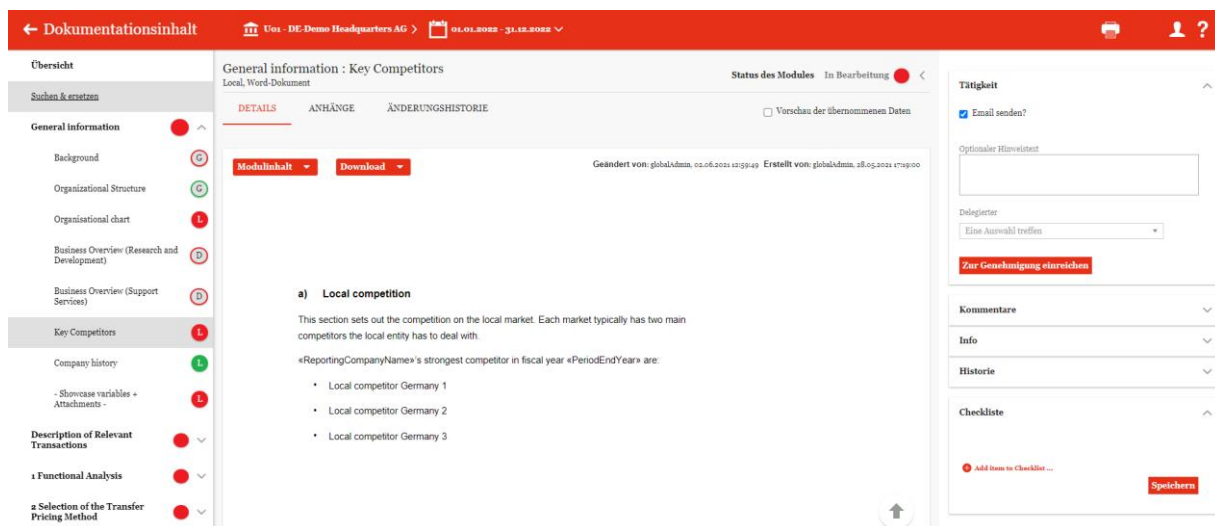 ← Dokumentationsinhalt
U01 - DE-Demo Headquarters AG > 01.01.2022 - 31.12.2022
?
Übersicht
Suchen & ersetzen
General information
Background
G
Organizational Structure
G
Organisational chart
L
Business Overview (Research and
Development)
D
Business Overview (Support
Services)
D
Key Competitors
L
Company history
L
- Showcase variables +
Attachments -
L
Description of Relevant
Transactions
1 Functional Analysis
2 Selection of the Transfer
Pricing Method
General information : Key Competitors
Local, Word-Dokument
Status des Modules In Bearbeitung
DETAILS ANHÄNGE ÄNDERUNGSHISTORIE
Vorschau der übernommenen Daten
Modulinhalt Download
Geändert von: globalAdmin, 02.06.2021 12:59:49 Erstellt von: globalAdmin, 28.05.2021 17:19:00
a) Local competition
This section sets out the competition on the local market. Each market typically has two main
competitors the local entity has to deal with.
«ReportingCompanyName»'s strongest competitor in fiscal year «PeriodEndYear» are:
• Local competitor Germany 1
• Local competitor Germany 2
• Local competitor Germany 3
Tätigkeit
Email senden?
Optionaler Hinweistext
Delegierter
Eine Auswahl treffen
Zur Genehmigung einreichen
Kommentare
Info
Historie
Checkliste
Add item to Checklist ...
Speichern